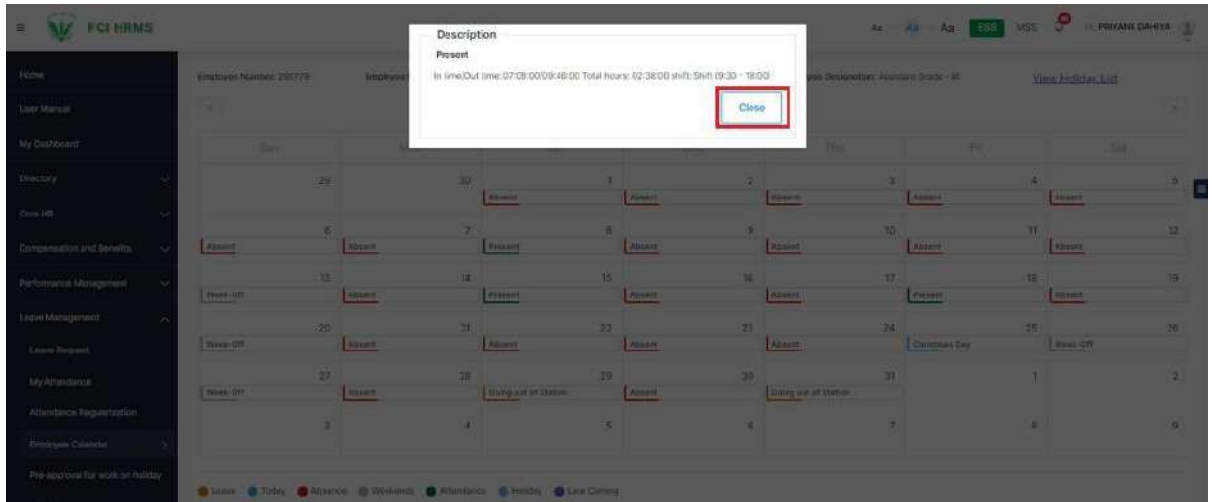 FCI HRMS
Aa Aa Aa ESS MSS Hi, PRIYANK DAHIYA
Description
Present
In time/Out time: 07:08:00/09:46:00 Total hours: 02:38:00 shift: Shift (9:30 - 18:00)
Close
Employee Designation: Assistant Grade - III
View Holiday List
Home
User Manual
My Dashboard
Directory
Core HR
Compensation and Benefits
Performance Management
Leave Management
Leave Request
My Attendance
Attendance Regularization
Employee Calendar
Pre-approval for work on holiday
Sun Thu Fri Sat
29 30 1 2 3 4 5
Absent Absent Absent Absent Absent
6 7 8 9 10 11 12
Absent Absent Present Absent Absent Absent Absent
13 14 15 16 17 18 19
Week-Off Absent Present Absent Absent Present Absent
20 21 22 23 24 25 26
Week-Off Absent Absent Absent Absent Christmas Day Week-Off
27 28 29 30 31 1 2
Week-Off Absent Going out of Station Absent Going out of Station
3 4 5 6 7 8 9
Leave Today Absence Weekends Attendance Holiday Late Coming